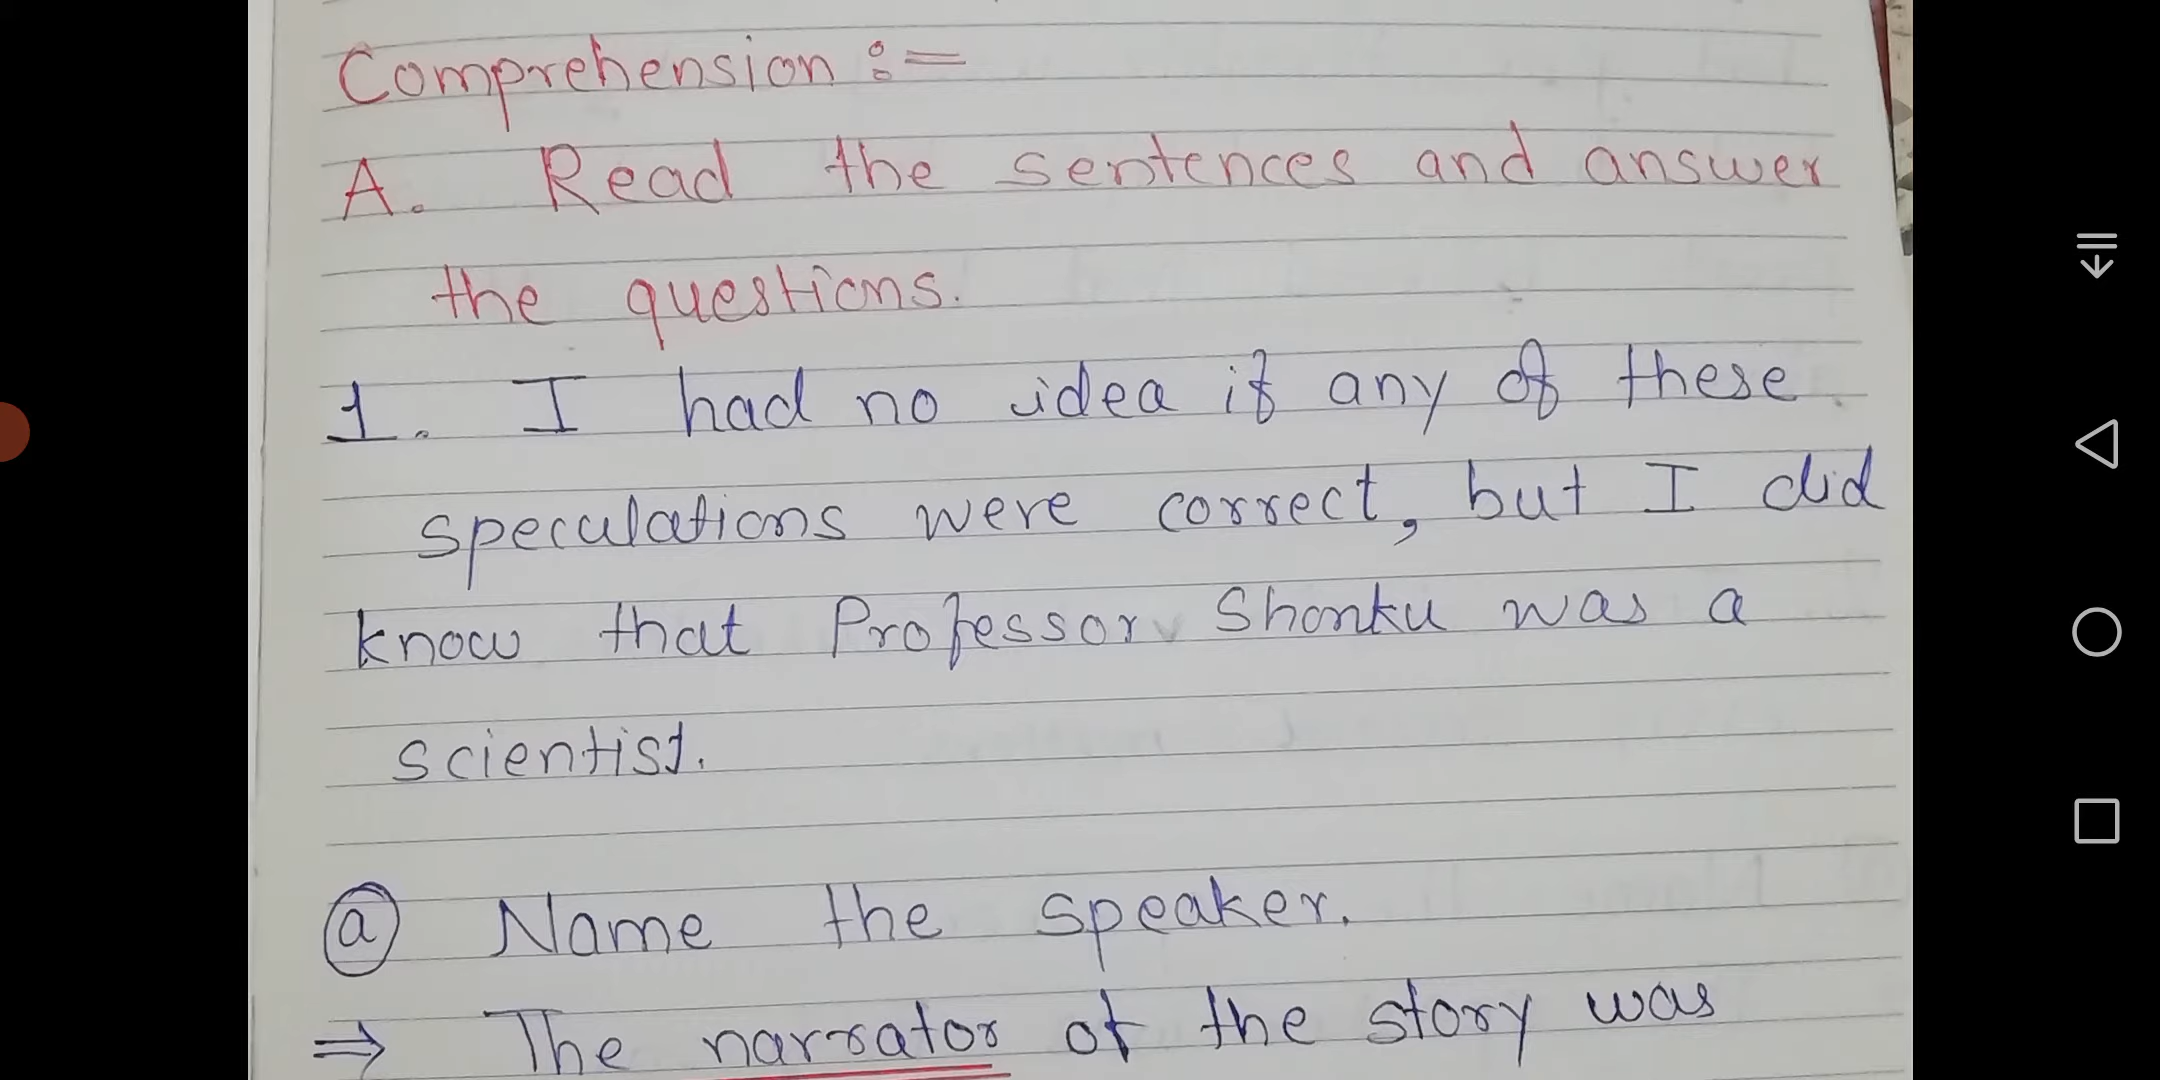 Comprehension :=
A. Read the sentences and answer
the questions.
1. I had no idea if any of these
speculations were correct, but I did
know that Professor Shonku was a
scientist.
(a) Name the speaker.
⇒ The narrator of the story was